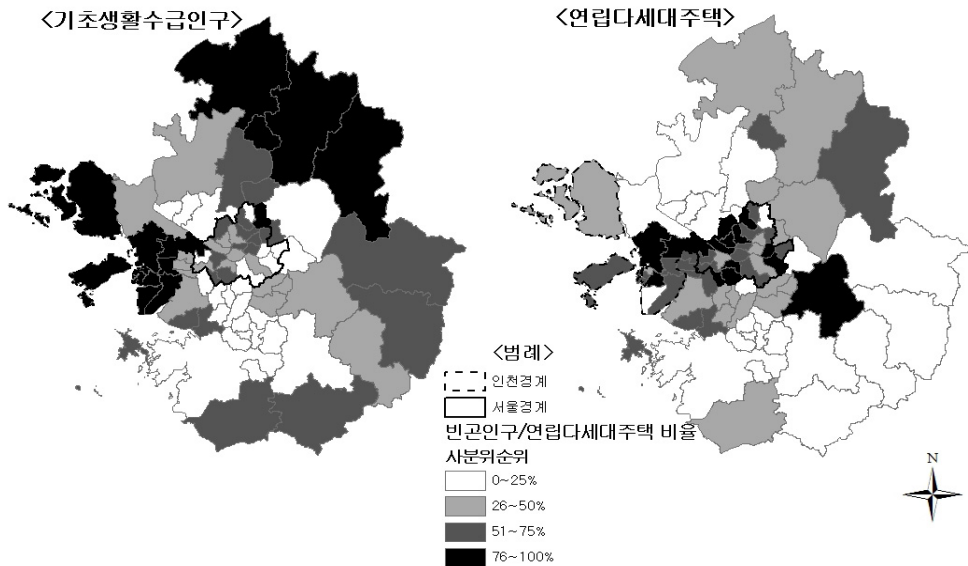 <기초생활수급인구>
<연립다세대주택>
<범례>
인천경계
서울경계
빈곤인구/연립다세대주택 비율
사분위순위
0~25%
26~50%
51~75%
76~100%
N